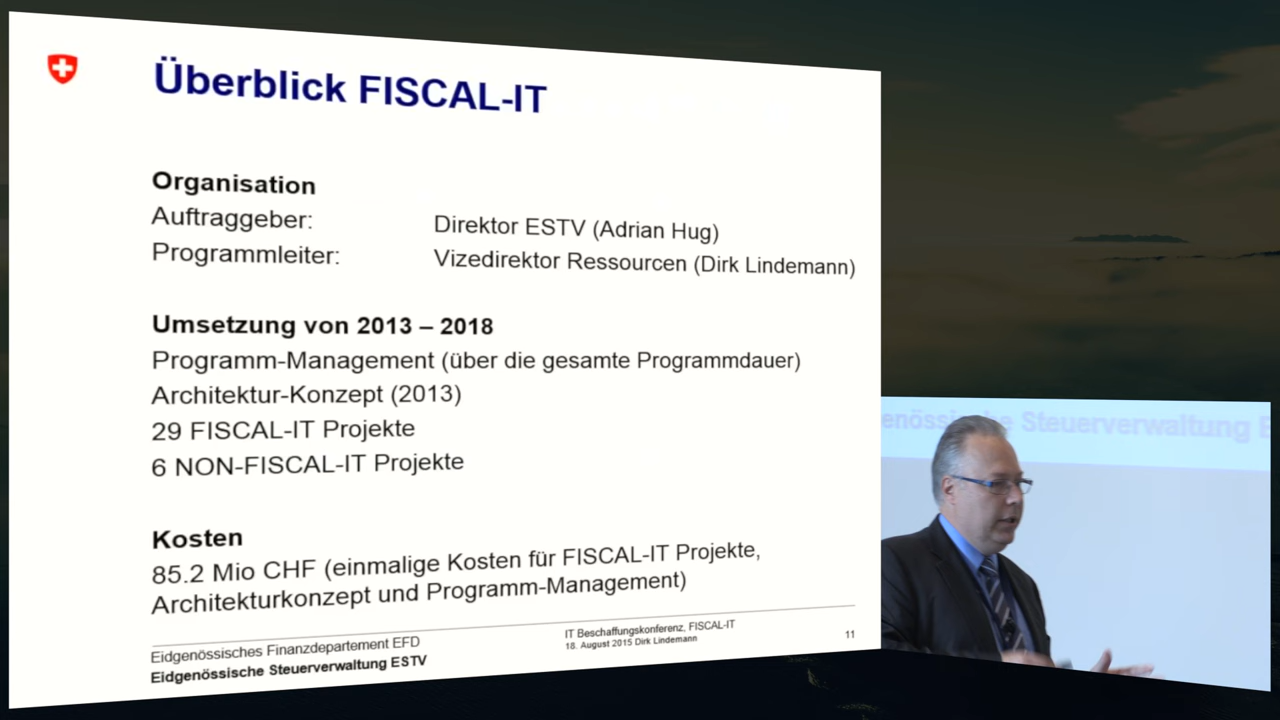 Überblick FISCAL-IT
Organisation
Auftraggeber: Direktor ESTV (Adrian Hug)
Programmleiter: Vizedirektor Ressourcen (Dirk Lindemann)
Umsetzung von 2013 – 2018
Programm-Management (über die gesamte Programmdauer)
Architektur-Konzept (2013)
29 FISCAL-IT Projekte
6 NON-FISCAL-IT Projekte
Kosten
85.2 Mio CHF (einmalige Kosten für FISCAL-IT Projekte,
Architekturkonzept und Programm-Management)
Eidgenössisches Finanzdepartement EFD
Eidgenössische Steuerverwaltung ESTV
IT Beschaffungskonferenz, FISCAL-IT
18. August 2015 Dirk Lindemann
11
Steuerverwaltung